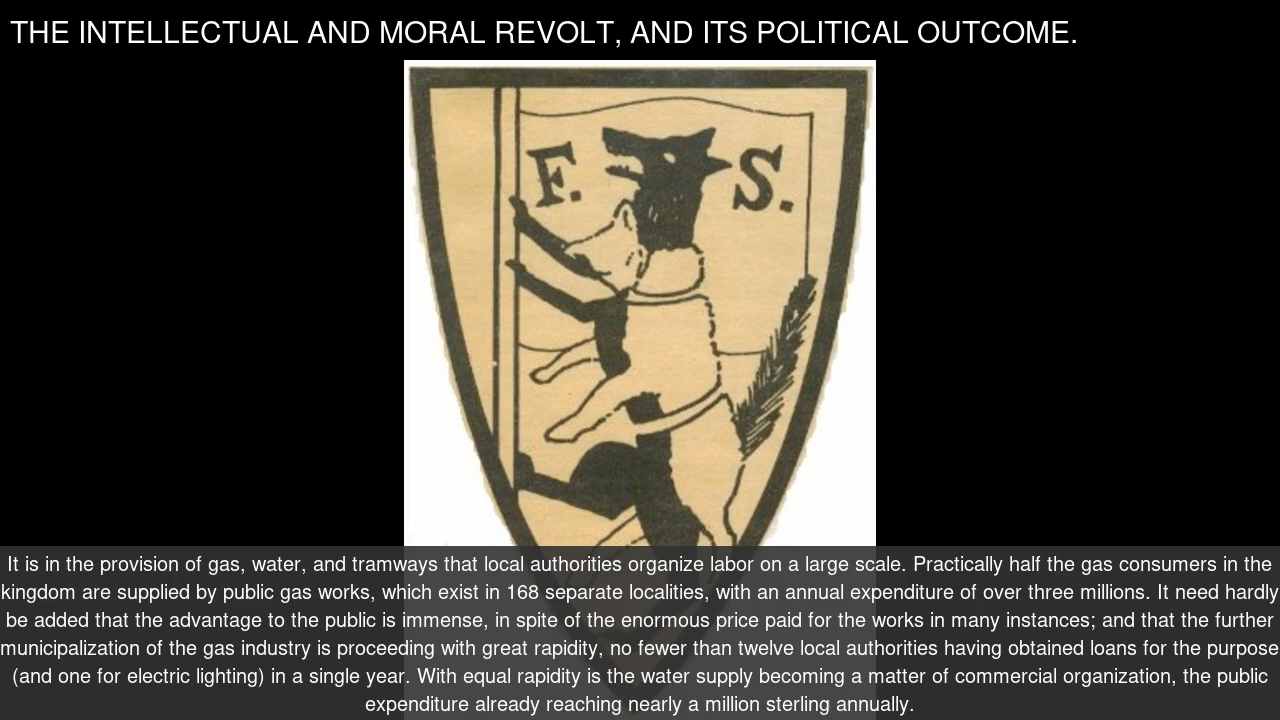 THE INTELLECTUAL AND MORAL REVOLT, AND ITS POLITICAL OUTCOME.
F. S.
It is in the provision of gas, water, and tramways that local authorities organize labor on a large scale. Practically half the gas consumers in the
kingdom are supplied by public gas works, which exist in 168 separate localities, with an annual expenditure of over three millions. It need hardly
be added that the advantage to the public is immense, in spite of the enormous price paid for the works in many instances; and that the further
municipalization of the gas industry is proceeding with great rapidity, no fewer than twelve local authorities having obtained loans for the purpose
(and one for electric lighting) in a single year. With equal rapidity is the water supply becoming a matter of commercial organization, the public
expenditure already reaching nearly a million sterling annually.